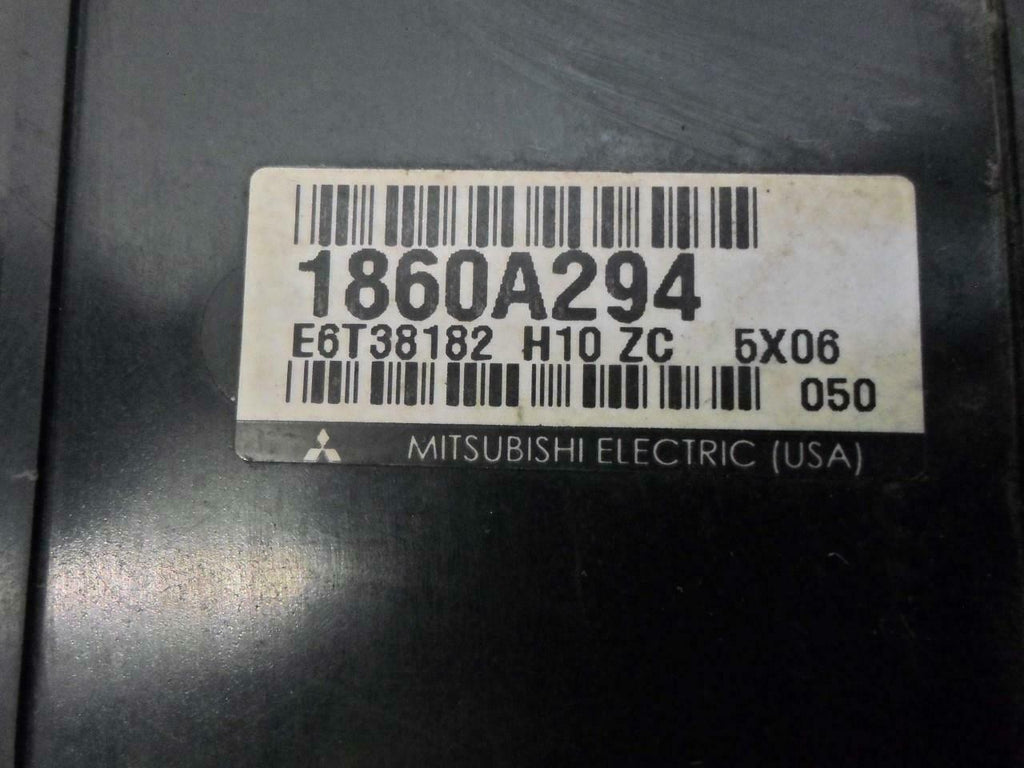 1860A294
E6T38182 H10 ZC 5X06
050
MITSUBISHI ELECTRIC (USA)